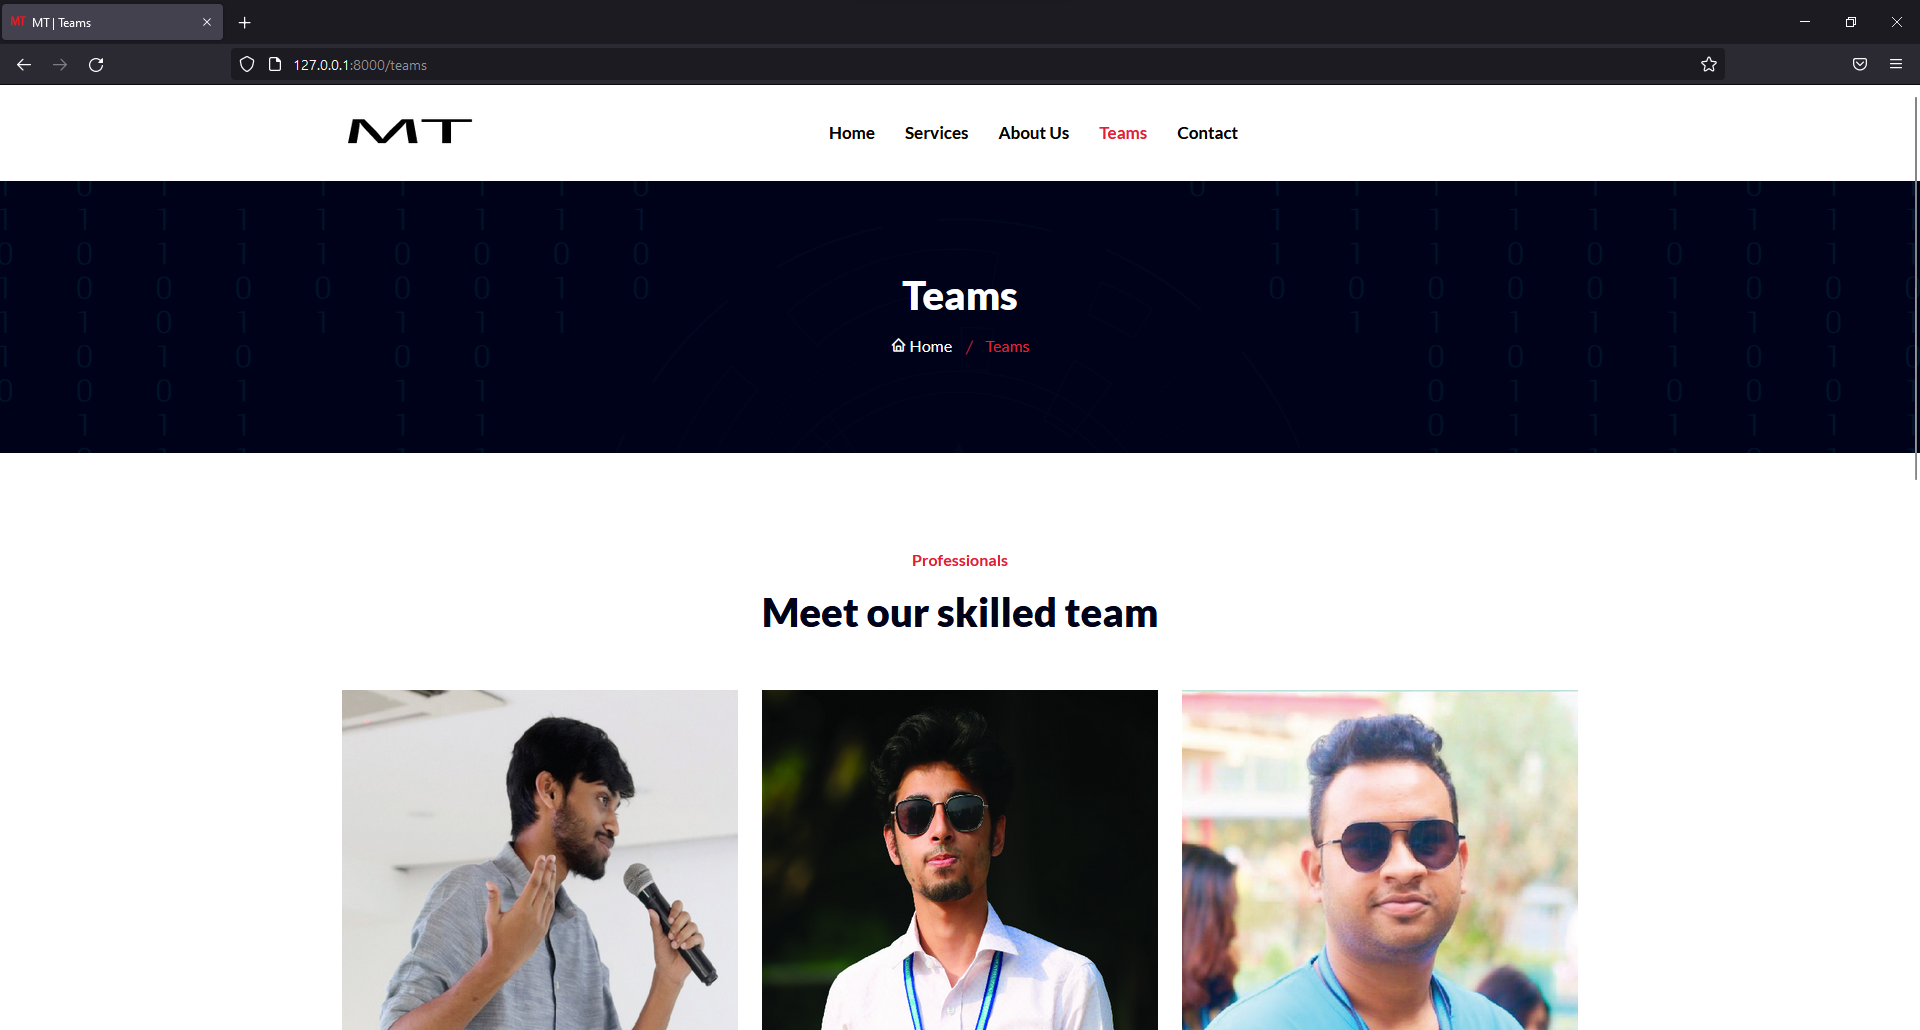 MT MT | Teams
127.0.0.1:8000/teams
MT
Home Services About Us Teams Contact
Teams
Home / Teams
Professionals
Meet our skilled team